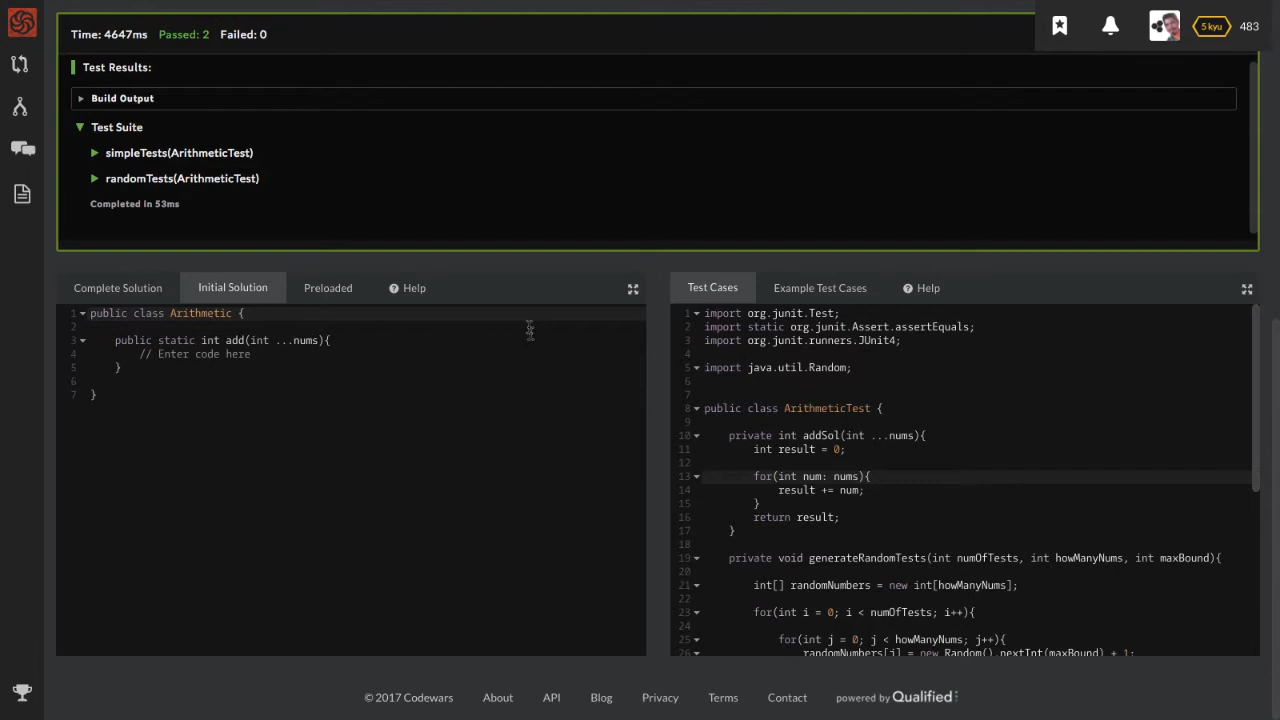 Time: 4647ms Passed: 2 Failed: 0
5 kyu 483
Test Results:
Build Output
Test Suite
simpleTests(ArithmeticTest)
randomTests(ArithmeticTest)
Completed in 53ms
Complete Solution Initial Solution Preloaded Help
1 public class Arithmetic {
2
3 public static int add(int ...nums){
4 // Enter code here
5 }
6
7 }
Test Cases Example Test Cases Help
1 import org.junit.Test;
2 import static org.junit.Assert.assertEquals;
3 import org.junit.runners.JUnit4;
4
5 import java.util.Random;
6
7
8 public class ArithmeticTest {
9
10 private int addSol(int ...nums){
11 int result = 0;
12
13 for(int num: nums){
14 result += num;
15 }
16 return result;
17 }
18
19 private void generateRandomTests(int numOfTests, int howManyNums, int maxBound){
20
21 int[] randomNumbers = new int[howManyNums];
22
23 for(int i = 0; i < numOfTests; i++){
24
25 for(int j = 0; j < howManyNums; j++){
26 randomNumbers[j] = new Random().nextInt(maxBound) + 1;
© 2017 Codewars About API Blog Privacy Terms Contact powered by Qualified